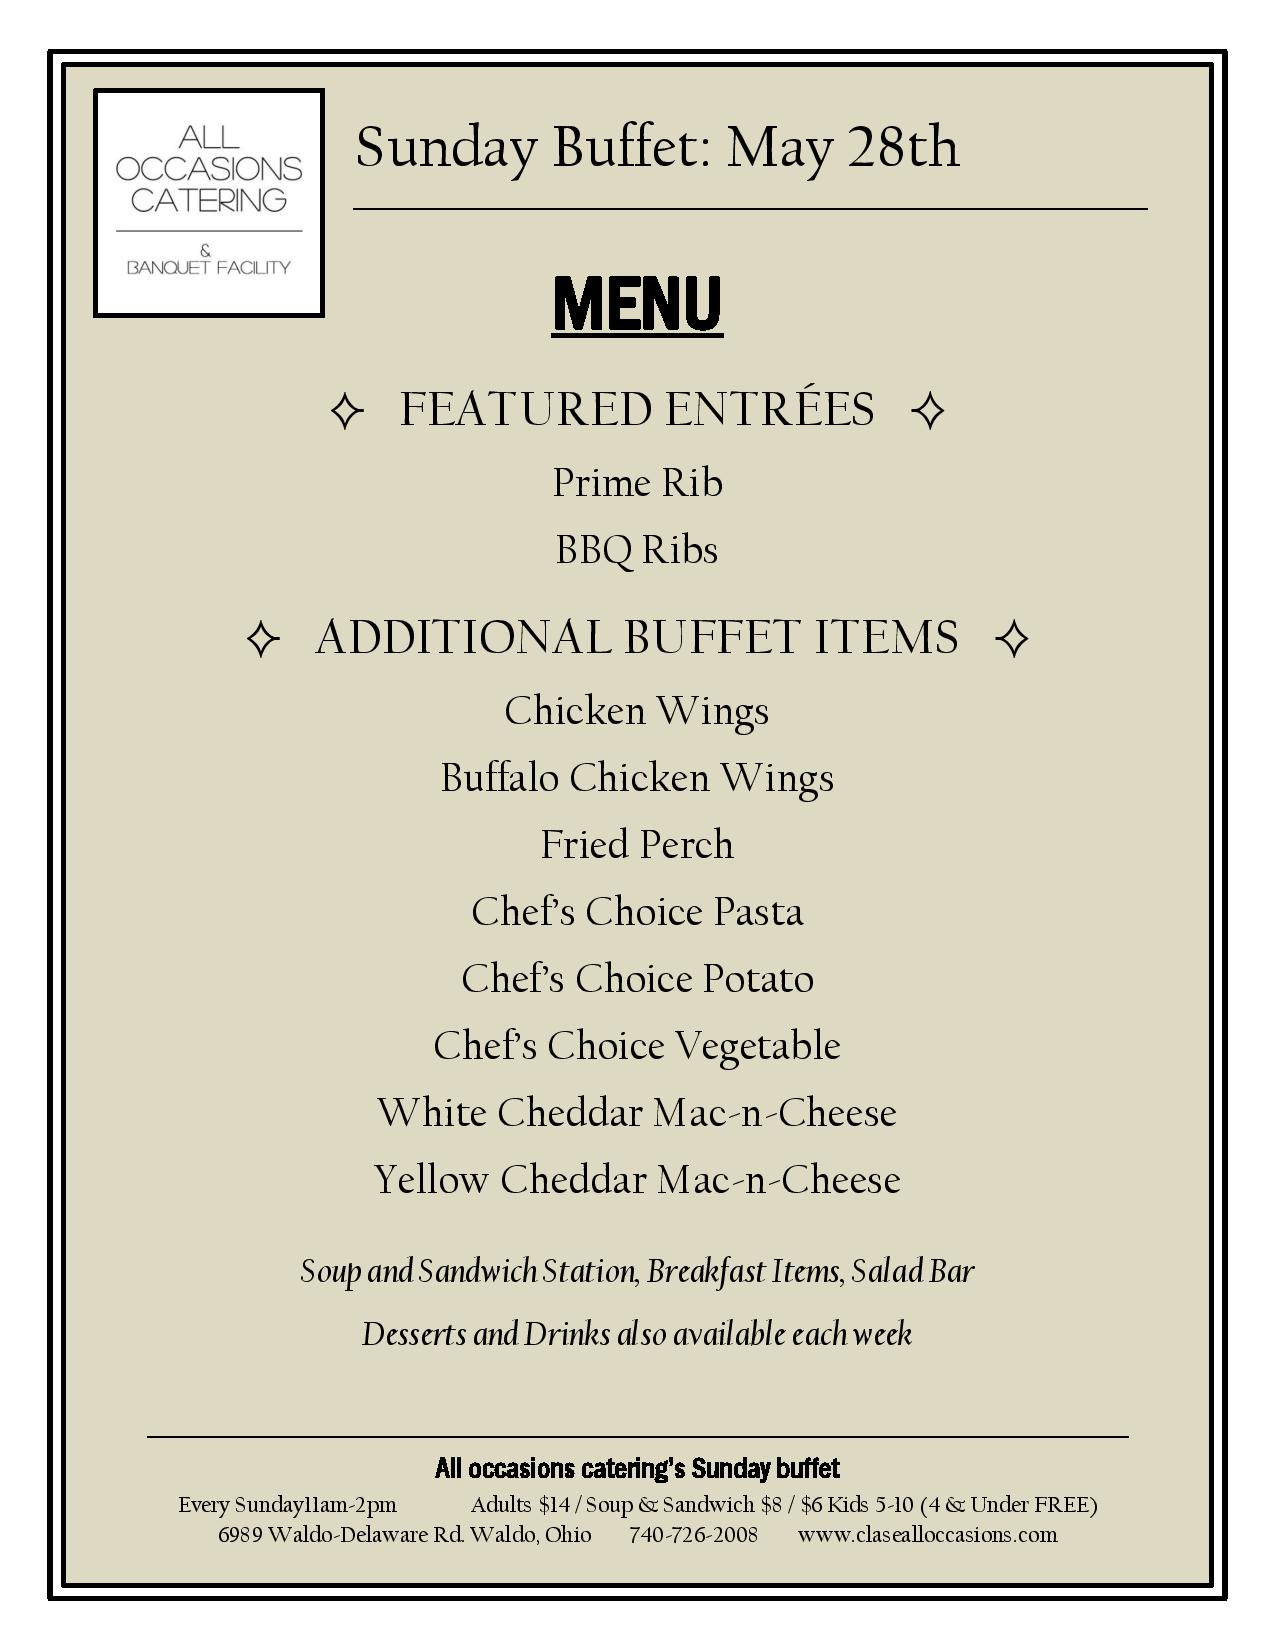 ALL
OCCASIONS
CATERING
&
BANQUET FACILITY
Sunday Buffet: May 28th
MENU
✧ FEATURED ENTRÉES ✧
Prime Rib
BBQ Ribs
✧ ADDITIONAL BUFFET ITEMS ✧
Chicken Wings
Buffalo Chicken Wings
Fried Perch
Chef's Choice Pasta
Chef's Choice Potato
Chef's Choice Vegetable
White Cheddar Mac-n-Cheese
Yellow Cheddar Mac-n-Cheese
Soup and Sandwich Station, Breakfast Items, Salad Bar
Desserts and Drinks also available each week
All occasions catering's Sunday buffet
Every Sunday11am-2pm Adults $14 / Soup & Sandwich $8 / $6 Kids 5-10 (4 & Under FREE)
6989 Waldo-Delaware Rd. Waldo, Ohio 740-726-2008 www.clasealloccasions.com